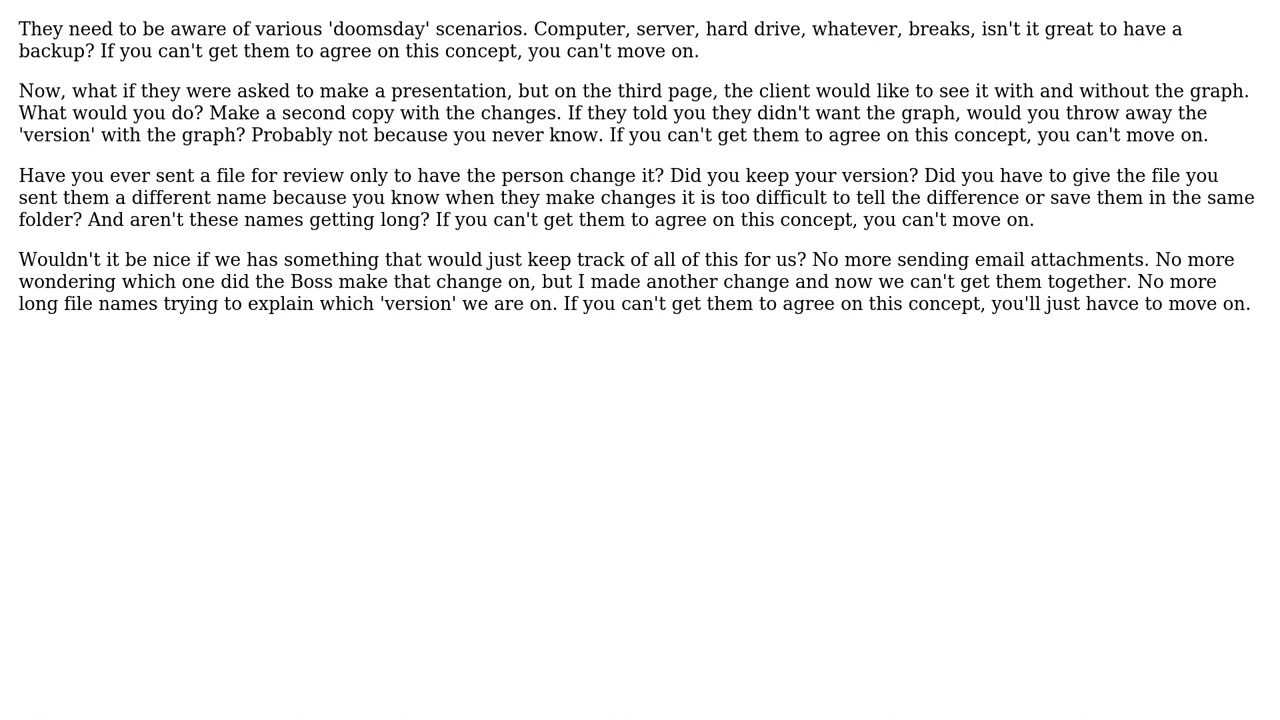 They need to be aware of various 'doomsday' scenarios. Computer, server, hard drive, whatever, breaks, isn't it great to have a
backup? If you can't get them to agree on this concept, you can't move on.
Now, what if they were asked to make a presentation, but on the third page, the client would like to see it with and without the graph.
What would you do? Make a second copy with the changes. If they told you they didn't want the graph, would you throw away the
'version' with the graph? Probably not because you never know. If you can't get them to agree on this concept, you can't move on.
Have you ever sent a file for review only to have the person change it? Did you keep your version? Did you have to give the file you
sent them a different name because you know when they make changes it is too difficult to tell the difference or save them in the same
folder? And aren't these names getting long? If you can't get them to agree on this concept, you can't move on.
Wouldn't it be nice if we has something that would just keep track of all of this for us? No more sending email attachments. No more
wondering which one did the Boss make that change on, but I made another change and now we can't get them together. No more
long file names trying to explain which 'version' we are on. If you can't get them to agree on this concept, you'll just havce to move on.